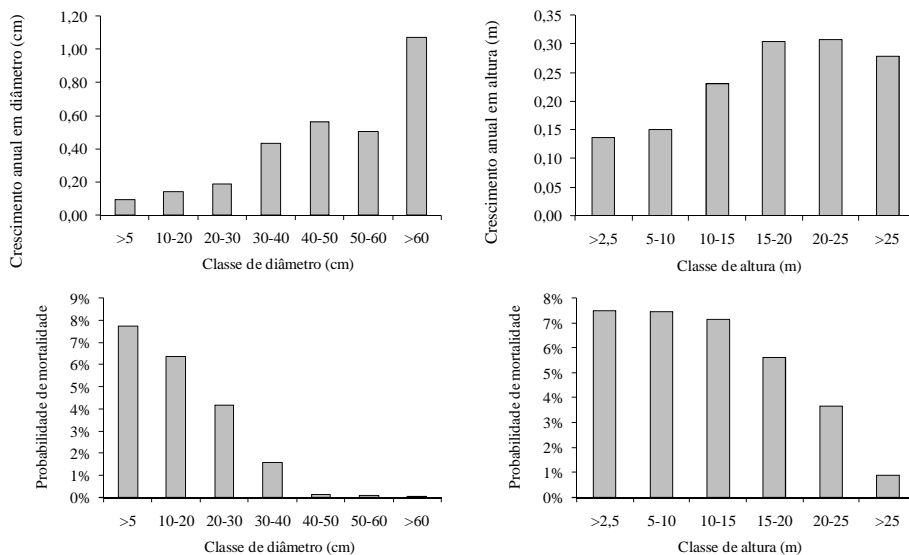 Crescimento anual em diâmetro (cm)
1,20
1,00
0,80
0,60
0,40
0,20
0,00
>5 10-20 20-30 30-40 40-50 50-60 >60
Classe de diâmetro (cm)
Crescimento anual em altura (m)
0,35
0,30
0,25
0,20
0,15
0,10
0,05
0,00
>2,5 5-10 10-15 15-20 20-25 >25
Classe de altura (m)
Probabilidade de mortalidade
9%
8%
7%
6%
5%
4%
3%
2%
1%
0%
>5 10-20 20-30 30-40 40-50 50-60 >60
Classe de diâmetro (cm)
Probabilidade de mortalidade
8%
7%
6%
5%
4%
3%
2%
1%
0%
>2,5 5-10 10-15 15-20 20-25 >25
Classe de altura (m)